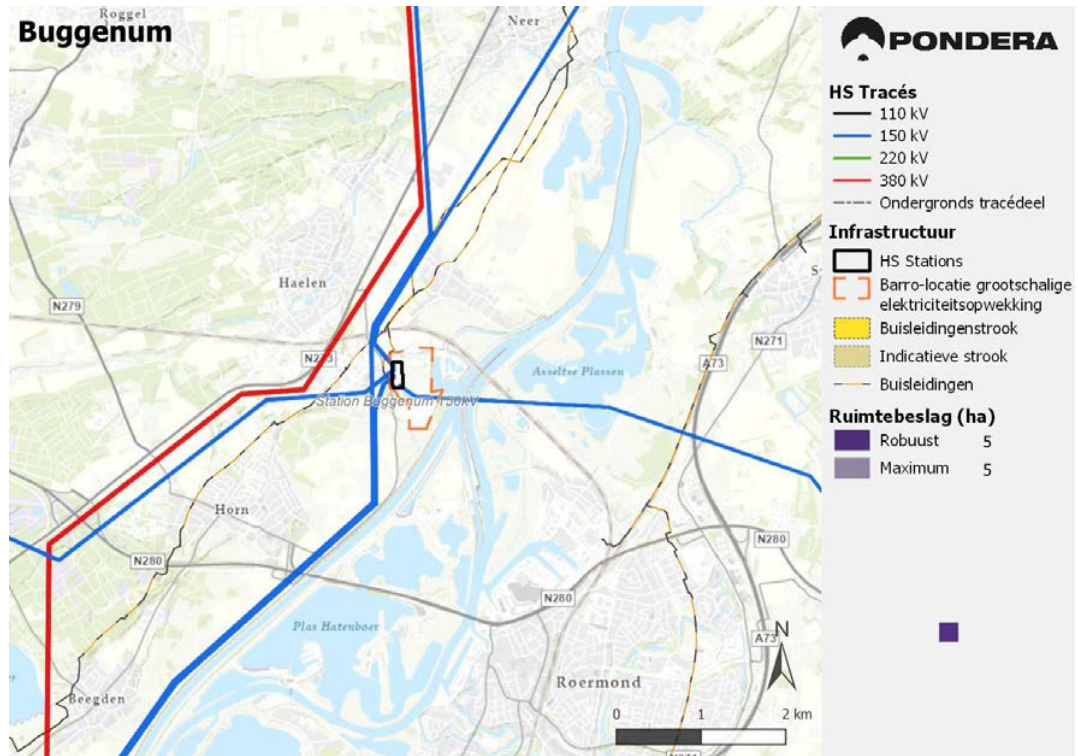 Buggenum
Roggel
Neer
Haelen
N279
N273
Asseltse Plassen
N271
A73
Station Buggenum 150kV
Horn
N280
N280
N280
Plas Hatenboer
A73
N
Roermond
Beegden
0 1 2 km
PONDERA
HS Tracés
110 kV
150 kV
220 kV
380 kV
Ondergronds tracédeel
Infrastructuur
HS Stations
Barro-locatie grootschalige
elektriciteitsopwekking
Buisleidingenstrook
Indicatieve strook
Buisleidingen
Ruimtebeslag (ha)
Robuust 5
Maximum 5